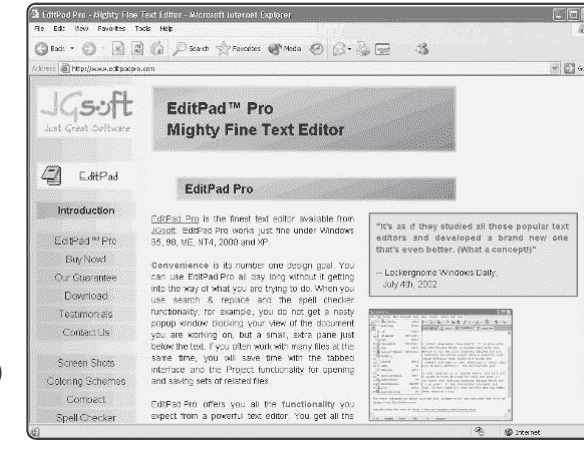 EditPad Pro - Mighty Fine Text Editor - Microsoft Internet Explorer
File Edit View Favorites Tools Help
Back Search Favorites Media
Address http://www.editpadpro.com Go
JGsoft
Just Great Software
EditPad™ Pro
Mighty Fine Text Editor
EditPad
EditPad Pro
Introduction
EditPad™ Pro
Buy Now!
Our Guarantee
Download
Testimonials
Contact Us
Screen Shots
Coloring Schemes
Compact
Spell Checker
EditPad Pro is the finest text editor available from
JGsoft. EditPad Pro works just fine under Windows
95, 98, ME, NT4, 2000 and XP.
Convenience is its number one design goal. You
can use EditPad Pro all day long without it getting
into the way of what you are trying to do. When you
use search & replace and the spell checker
functionality, for example, you do not get a nasty
popup window blocking your view of the document
you are working on, but a small, extra pane just
below the text. If you often work with many files at the
same time, you will save time with the tabbed
interface and the Project functionality for opening
and saving sets of related files.
EditPad Pro offers you all the functionality you
expect from a powerful text editor. You get all the
"It's as if they studied all those popular text
editors and developed a brand new one
that's even better. (What a concept!)"
-- Lockergnome Windows Daily,
July 4th, 2002
Internet